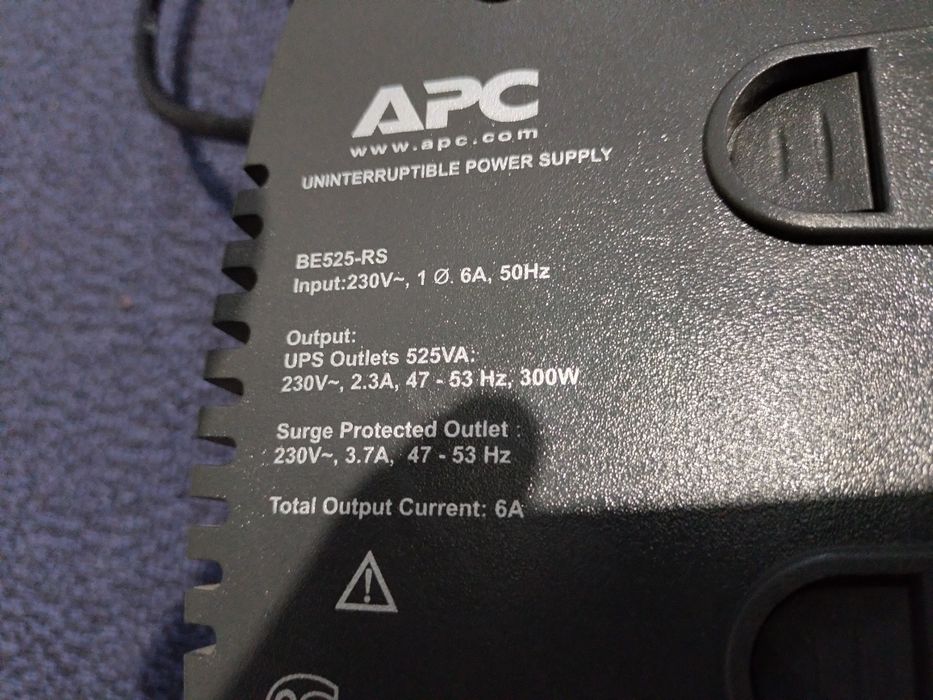 APC
www.apc.com
UNINTERRUPTIBLE POWER SUPPLY
BE525-RS
Input:230V~, 1 Ø. 6A, 50Hz
Output:
UPS Outlets 525VA:
230V~, 2.3A, 47 - 53 Hz, 300W
Surge Protected Outlet
230V~, 3.7A, 47 - 53 Hz
Total Output Current: 6A